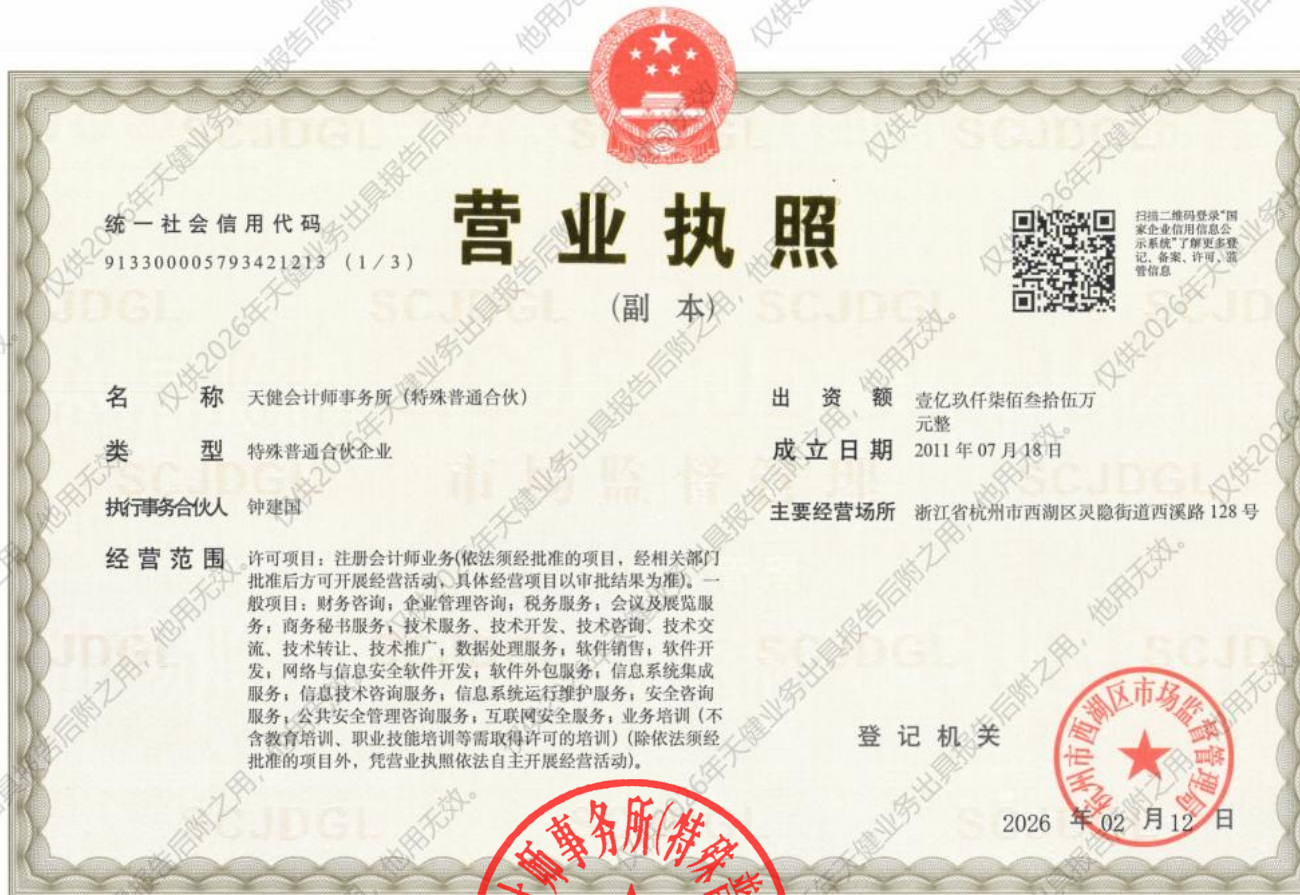 营业执照
(副 本)
统一社会信用代码
913300005793421213 (1/3)
扫描二维码登录“国
家企业信用信息公
示系统”了解更多登
记、备案、许可、监
管信息
名 称 天健会计师事务所（特殊普通合伙）
类 型 特殊普通合伙企业
执行事务合伙人 钟建国
经营范围 许可项目：注册会计师业务(依法须经批准的项目，经相关部门
批准后方可开展经营活动，具体经营项目以审批结果为准)。一
般项目：财务咨询；企业管理咨询；税务服务；会议及展览服
务；商务秘书服务；技术服务、技术开发、技术咨询、技术交
流、技术转让、技术推广；数据处理服务；软件销售；软件开
发；网络与信息安全软件开发；软件外包服务；信息系统集成
服务；信息技术咨询服务；信息系统运行维护服务；安全咨询
服务；公共安全管理咨询服务；互联网安全服务；业务培训（不
含教育培训、职业技能培训等需取得许可的培训）(除依法须经
批准的项目外，凭营业执照依法自主开展经营活动)。
出 资 额 壹亿玖仟柒佰叁拾伍万
元整
成立日期 2011年07月18日
主要经营场所 浙江省杭州市西湖区灵隐街道西溪路128号
登记机关
杭州市西湖区市场监督管理局
2026 年 02 月 12 日
师事务所(特殊普
仅供2026年天健业务出具报告后附之用，他用无效。
SCJDGL
市场监督管理